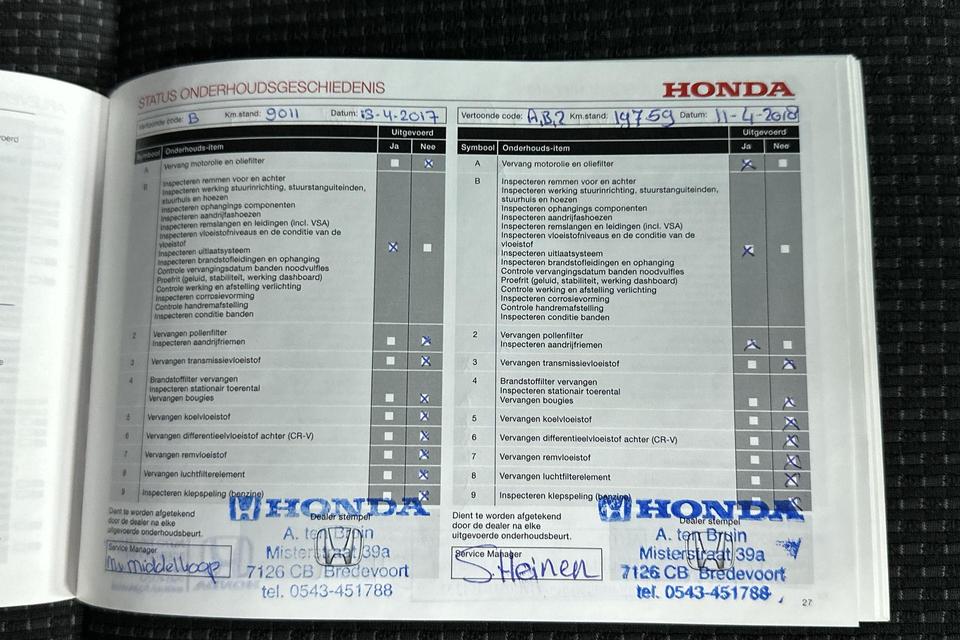 STATUS ONDERHOUDSGESCHIEDENIS
HONDA
Vertoonde code: B Km.stand: 9011 Datum: 13-4-2017
Uitgevoerd
Symbool Onderhouds-item Ja Nee
A Vervang motorolie en oliefilter
B Inspecteren remmen voor en achter
Inspecteren werking stuurinrichting, stuurstanguiteinden,
stuurhuis en hoezen
Inspecteren ophangings componenten
Inspecteren aandrijfashoezen
Inspecteren remslangen en leidingen (incl. VSA)
Inspecteren vloeistofniveaus en de conditie van de
vloeistof
Inspecteren uitlaatsysteem
Inspecteren brandstofleidingen en ophanging
Controle vervangingsdatum banden noodvulfles
Proefrit (geluid, stabiliteit, werking dashboard)
Controle werking en afstelling verlichting
Inspecteren corrosievorming
Controle handremafstelling
Inspecteren conditie banden
2 Vervangen pollenfilter
Inspecteren aandrijfriemen
3 Vervangen transmissievloeistof
4 Brandstoffilter vervangen
Inspecteren stationair toerental
Vervangen bougies
5 Vervangen koelvloeistof
6 Vervangen differentieelvloeistof achter (CR-V)
7 Vervangen remvloeistof
8 Vervangen luchtfilterelement
9 Inspecteren klepspeling (benzine)
Dient te worden afgetekend
door de dealer na elke
uitgevoerde onderhoudsbeurt.
Service Manager
HONDA
Dealer stempel
A. ten Bruin
Misterstraat 39a
7126 CB Bredevoort
tel. 0543-451788
Vertoonde code: A,B,2 Km.stand: 19759 Datum: 11-4-2018
Uitgevoerd
Symbool Onderhouds-item Ja Nee
A Vervang motorolie en oliefilter
B Inspecteren remmen voor en achter
Inspecteren werking stuurinrichting, stuurstanguiteinden,
stuurhuis en hoezen
Inspecteren ophangings componenten
Inspecteren aandrijfashoezen
Inspecteren remslangen en leidingen (incl. VSA)
Inspecteren vloeistofniveaus en de conditie van de
vloeistof
Inspecteren uitlaatsysteem
Inspecteren brandstofleidingen en ophanging
Controle vervangingsdatum banden noodvulfles
Proefrit (geluid, stabiliteit, werking dashboard)
Controle werking en afstelling verlichting
Inspecteren corrosievorming
Controle handremafstelling
Inspecteren conditie banden
2 Vervangen pollenfilter
Inspecteren aandrijfriemen
3 Vervangen transmissievloeistof
4 Brandstoffilter vervangen
Inspecteren stationair toerental
Vervangen bougies
5 Vervangen koelvloeistof
6 Vervangen differentieelvloeistof achter (CR-V)
7 Vervangen remvloeistof
8 Vervangen luchtfilterelement
9 Inspecteren klepspeling (benzine)
Dient te worden afgetekend
door de dealer na elke
uitgevoerde onderhoudsbeurt.
Service Manager
S. Heinen
HONDA
Dealer stempel
A. ten Bruin
Misterstraat 39a
7126 CB Bredevoort
tel. 0543-451788
27